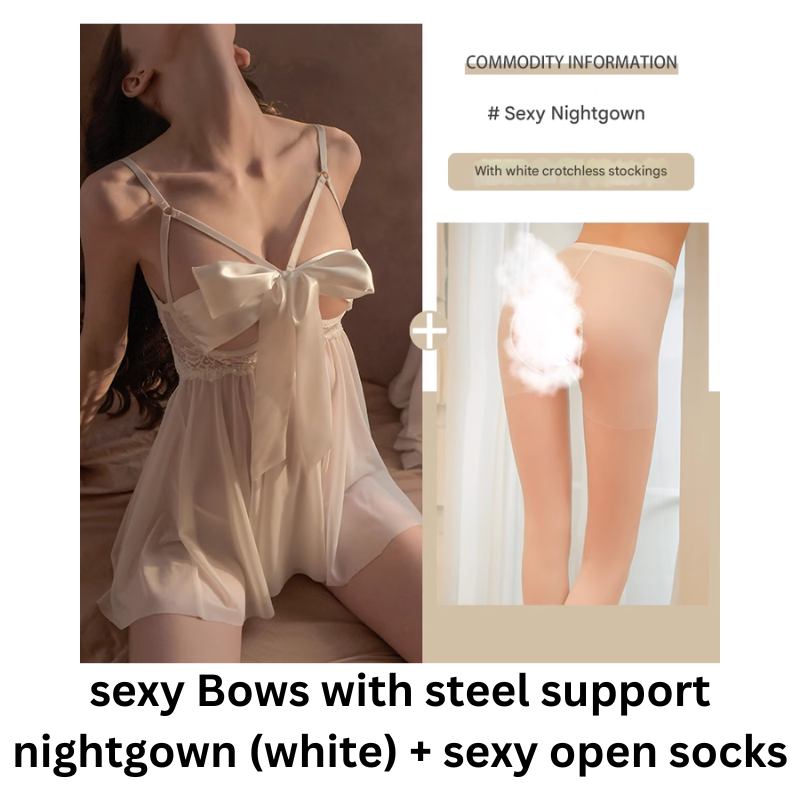 COMMODITY INFORMATION
# Sexy Nightgown
With white crotchless stockings
sexy Bows with steel support
nightgown (white) + sexy open socks